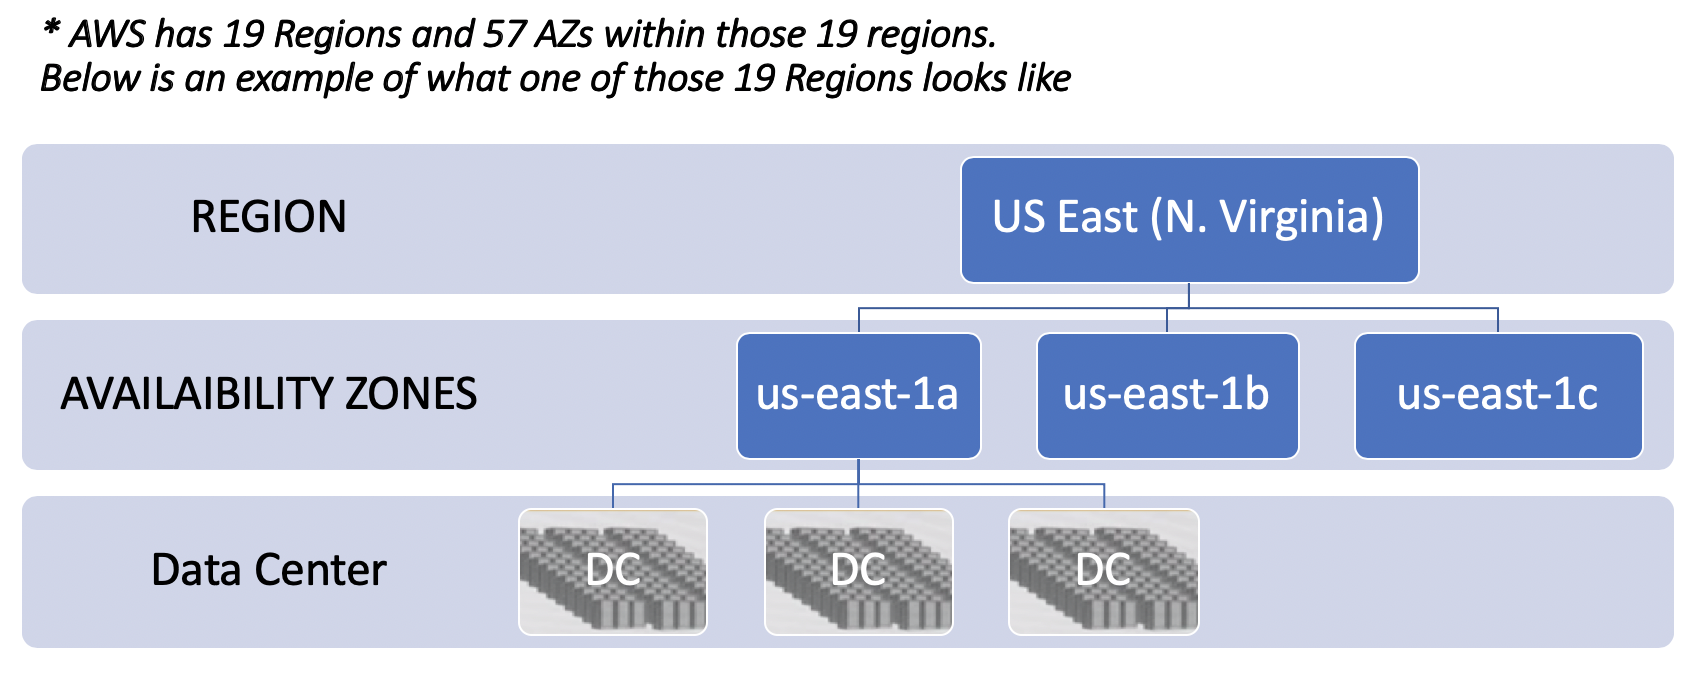 * AWS has 19 Regions and 57 AZs within those 19 regions.
Below is an example of what one of those 19 Regions looks like
REGION
US East (N. Virginia)
AVAILAIBILITY ZONES
us-east-1a
us-east-1b
us-east-1c
Data Center
DC
DC
DC